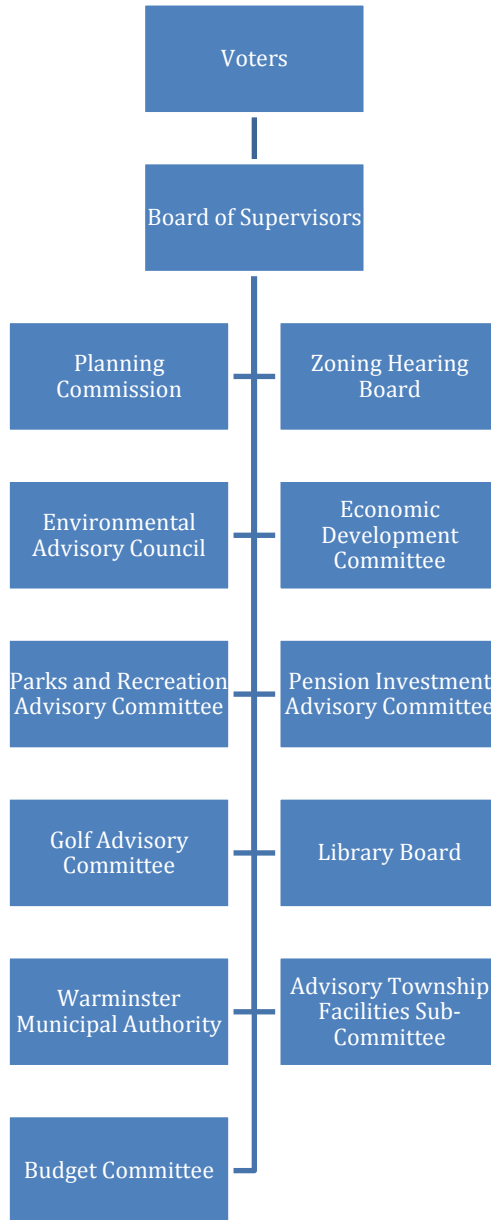 Voters
Board of Supervisors
Planning
Commission
Zoning Hearing
Board
Environmental
Advisory Council
Economic
Development
Committee
Parks and Recreation
Advisory Committee
Pension Investment
Advisory Committee
Golf Advisory
Committee
Library Board
Warminster
Municipal Authority
Advisory Township
Facilities Sub-
Committee
Budget Committee